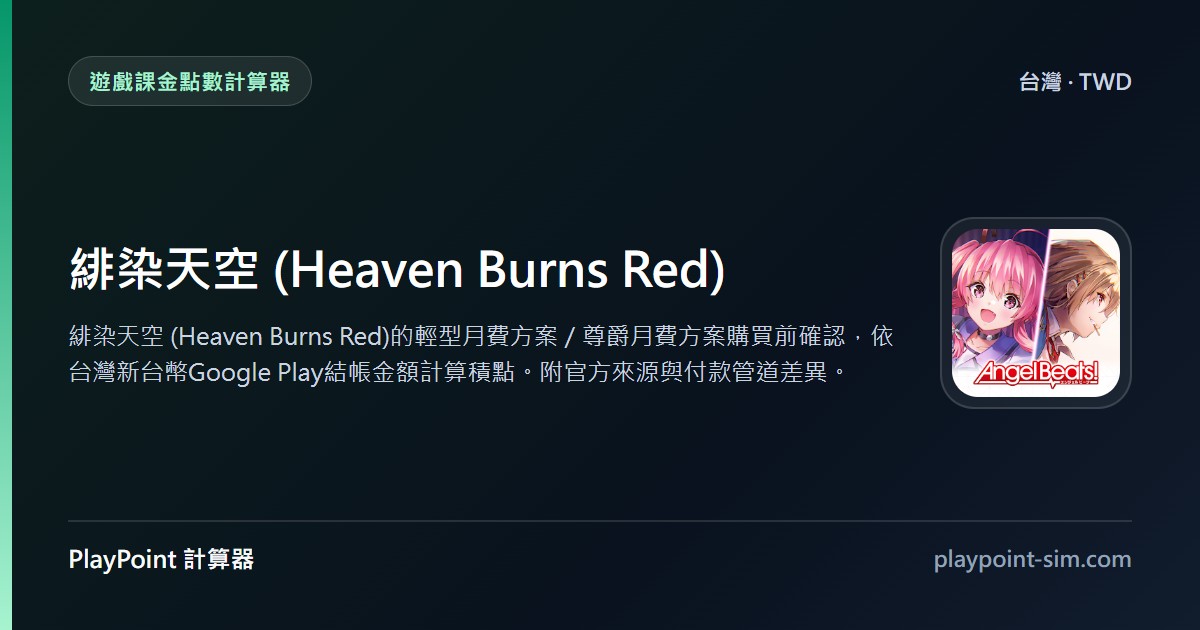 遊戲課金點數計算器
台灣 · TWD
緋染天空 (Heaven Burns Red)
緋染天空 (Heaven Burns Red)的輕型月費方案 / 尊爵月費方案購買前確認，依
台灣新台幣Google Play結帳金額計算積點。附官方來源與付款管道差異。
Angel Beats!
PlayPoint 計算器
playpoint-sim.com